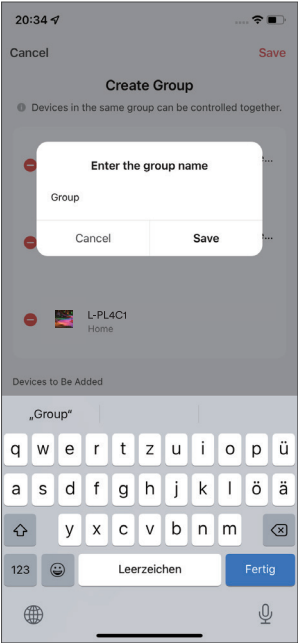 20:34
Cancel
Save
Create Group
Devices in the same group can be controlled together.
Enter the group name
Group
Cancel
Save
L-PL4C1
Home
Devices to Be Added
„Group“
q w e r t z u i o p ü
a s d f g h j k l ö ä
y x c v b n m
123
Leerzeichen
Fertig